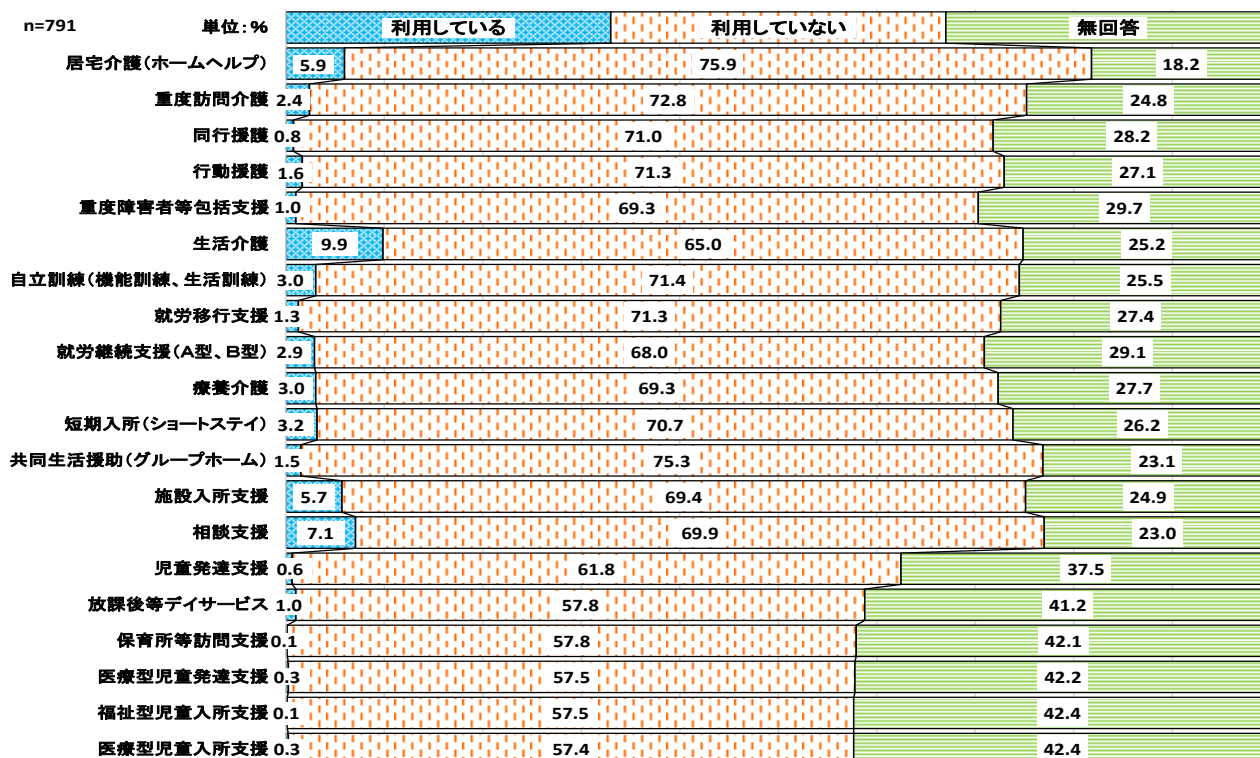 n=791 単位:% 利用している 利用していない 無回答
居宅介護(ホームヘルプ) 5.9 75.9 18.2
重度訪問介護 2.4 72.8 24.8
同行援護 0.8 71.0 28.2
行動援護 1.6 71.3 27.1
重度障害者等包括支援 1.0 69.3 29.7
生活介護 9.9 65.0 25.2
自立訓練(機能訓練、生活訓練) 3.0 71.4 25.5
就労移行支援 1.3 71.3 27.4
就労継続支援(A型、B型) 2.9 68.0 29.1
療養介護 3.0 69.3 27.7
短期入所(ショートステイ) 3.2 70.7 26.2
共同生活援助(グループホーム) 1.5 75.3 23.1
施設入所支援 5.7 69.4 24.9
相談支援 7.1 69.9 23.0
児童発達支援 0.6 61.8 37.5
放課後等デイサービス 1.0 57.8 41.2
保育所等訪問支援 0.1 57.8 42.1
医療型児童発達支援 0.3 57.5 42.2
福祉型児童入所支援 0.1 57.5 42.4
医療型児童入所支援 0.3 57.4 42.4